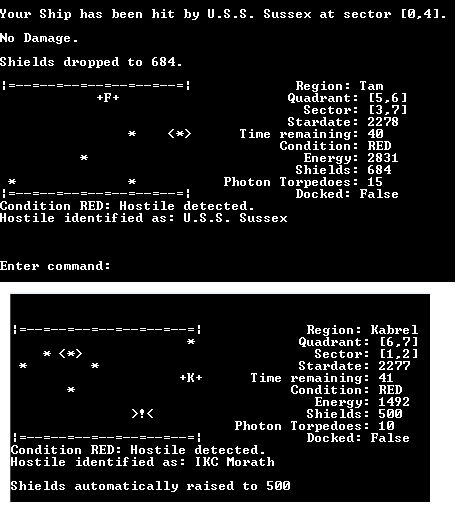 Your Ship has been hit by U.S.S. Sussex at sector [0,4].
No Damage.
Shields dropped to 684.
¦=--=--=--=--=--=--=--=¦ Region: Tam
+F+ Quadrant: [5,6]
Sector: [3,7]
Stardate: 2278
* <*> Time remaining: 40
Condition: RED
* Energy: 2831
Shields: 684
* * Photon Torpedoes: 15
¦=--=--=--=--=--=--=--=¦ Docked: False
Condition RED: Hostile detected.
Hostile identified as: U.S.S. Sussex
Enter command:
¦=--=--=--=--=--=--=--=¦ Region: Kabrel
* Quadrant: [6,7]
* <*> Sector: [1,2]
* * Stardate: 2277
+K+ Time remaining: 41
* Condition: RED
Energy: 1492
>!< Shields: 500
Photon Torpedoes: 10
¦=--=--=--=--=--=--=--=¦ Docked: False
Condition RED: Hostile detected.
Hostile identified as: IKC Morath
Shields automatically raised to 500